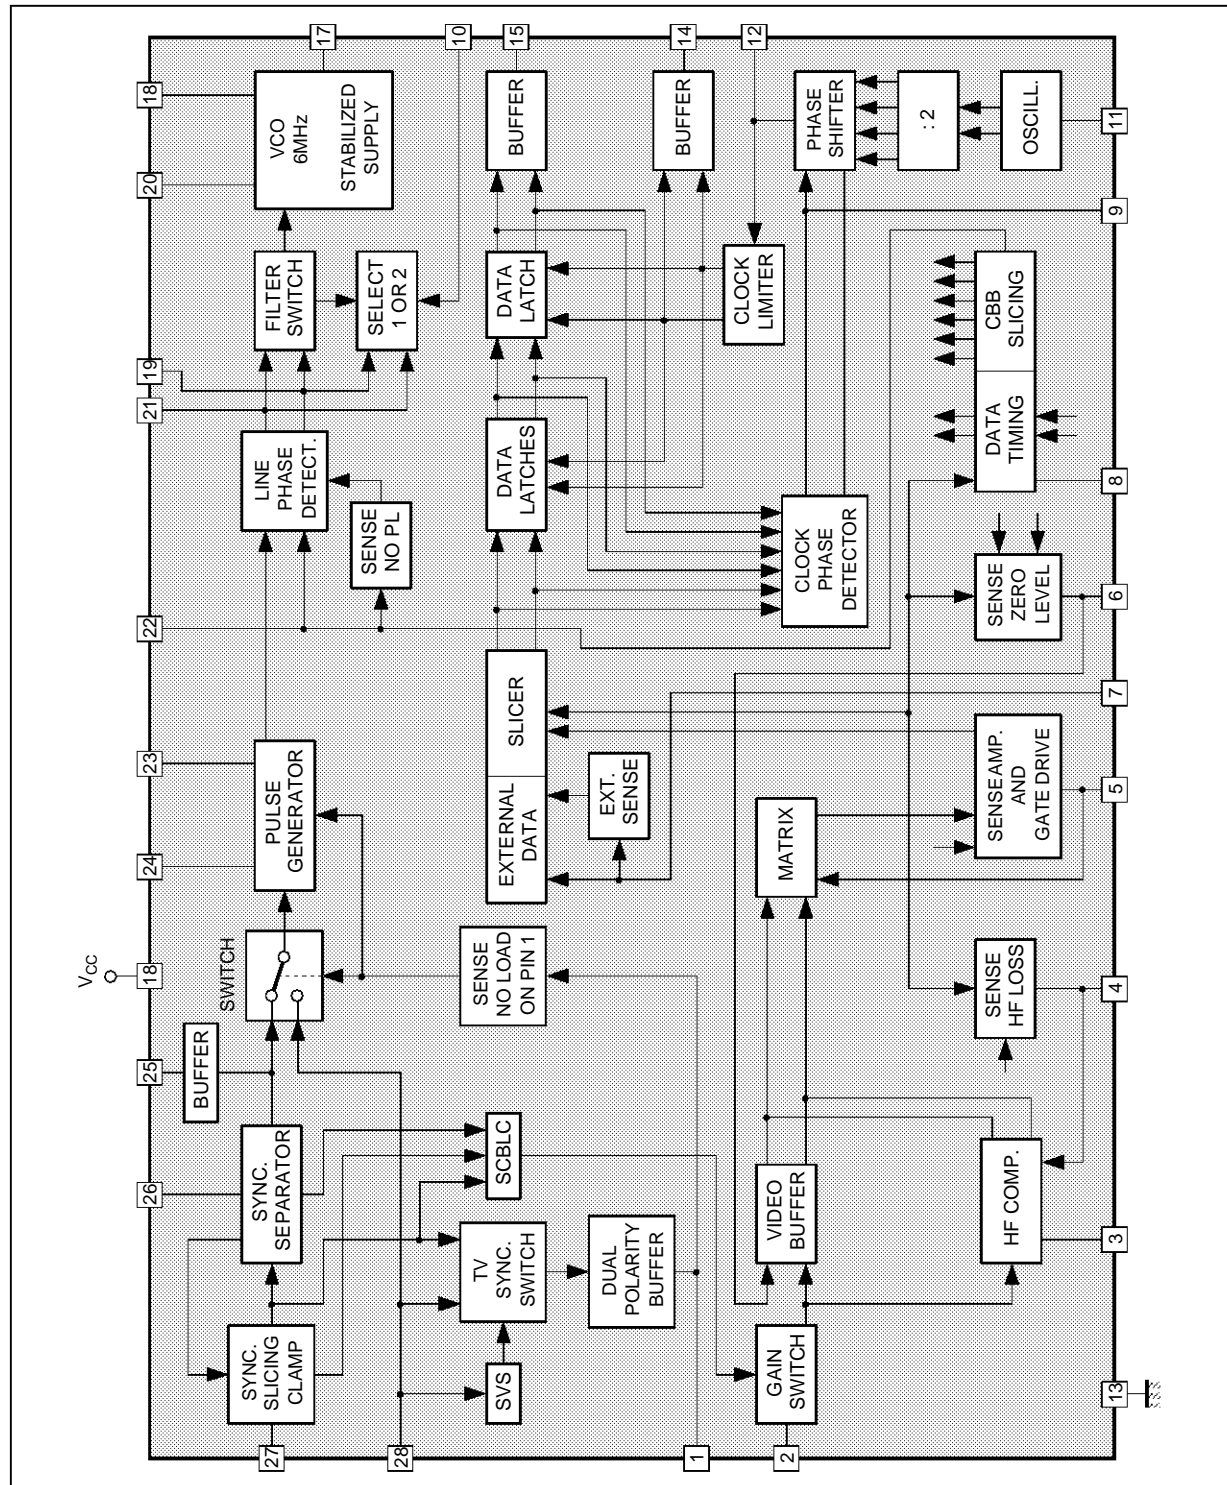 VCC
26
25
18
24
23
22
21
19
20
18
BUFFER
SWITCH
27
SYNC.
SLICING
CLAMP
SYNC.
SEPARATOR
PULSE
GENERATOR
LINE
PHASE
DETECT.
FILTER
SWITCH
VCO
6MHz
STABILIZED
SUPPLY
17
SENSE
NO PL
SELECT
1 OR 2
28
10
SVS
TV
SYNC.
SWITCH
SCBLC
SENSE
NO LOAD
ON PIN 1
EXTERNAL
DATA
SLICER
DATA
LATCHES
DATA
LATCH
BUFFER
15
DUAL
POLARITY
BUFFER
EXT.
SENSE
1
BUFFER
14
2
GAIN
SWITCH
VIDEO
BUFFER
MATRIX
CLOCK
PHASE
DETECTOR
CLOCK
LIMITER
12
PHASE
SHIFTER
: 2
OSCILL.
HF COMP.
SENSE
HF LOSS
SENSEAMP.
AND
GATE DRIVE
SENSE
ZERO
LEVEL
DATA
TIMING
CBB
SLICING
13
3
4
5
7
6
8
9
11